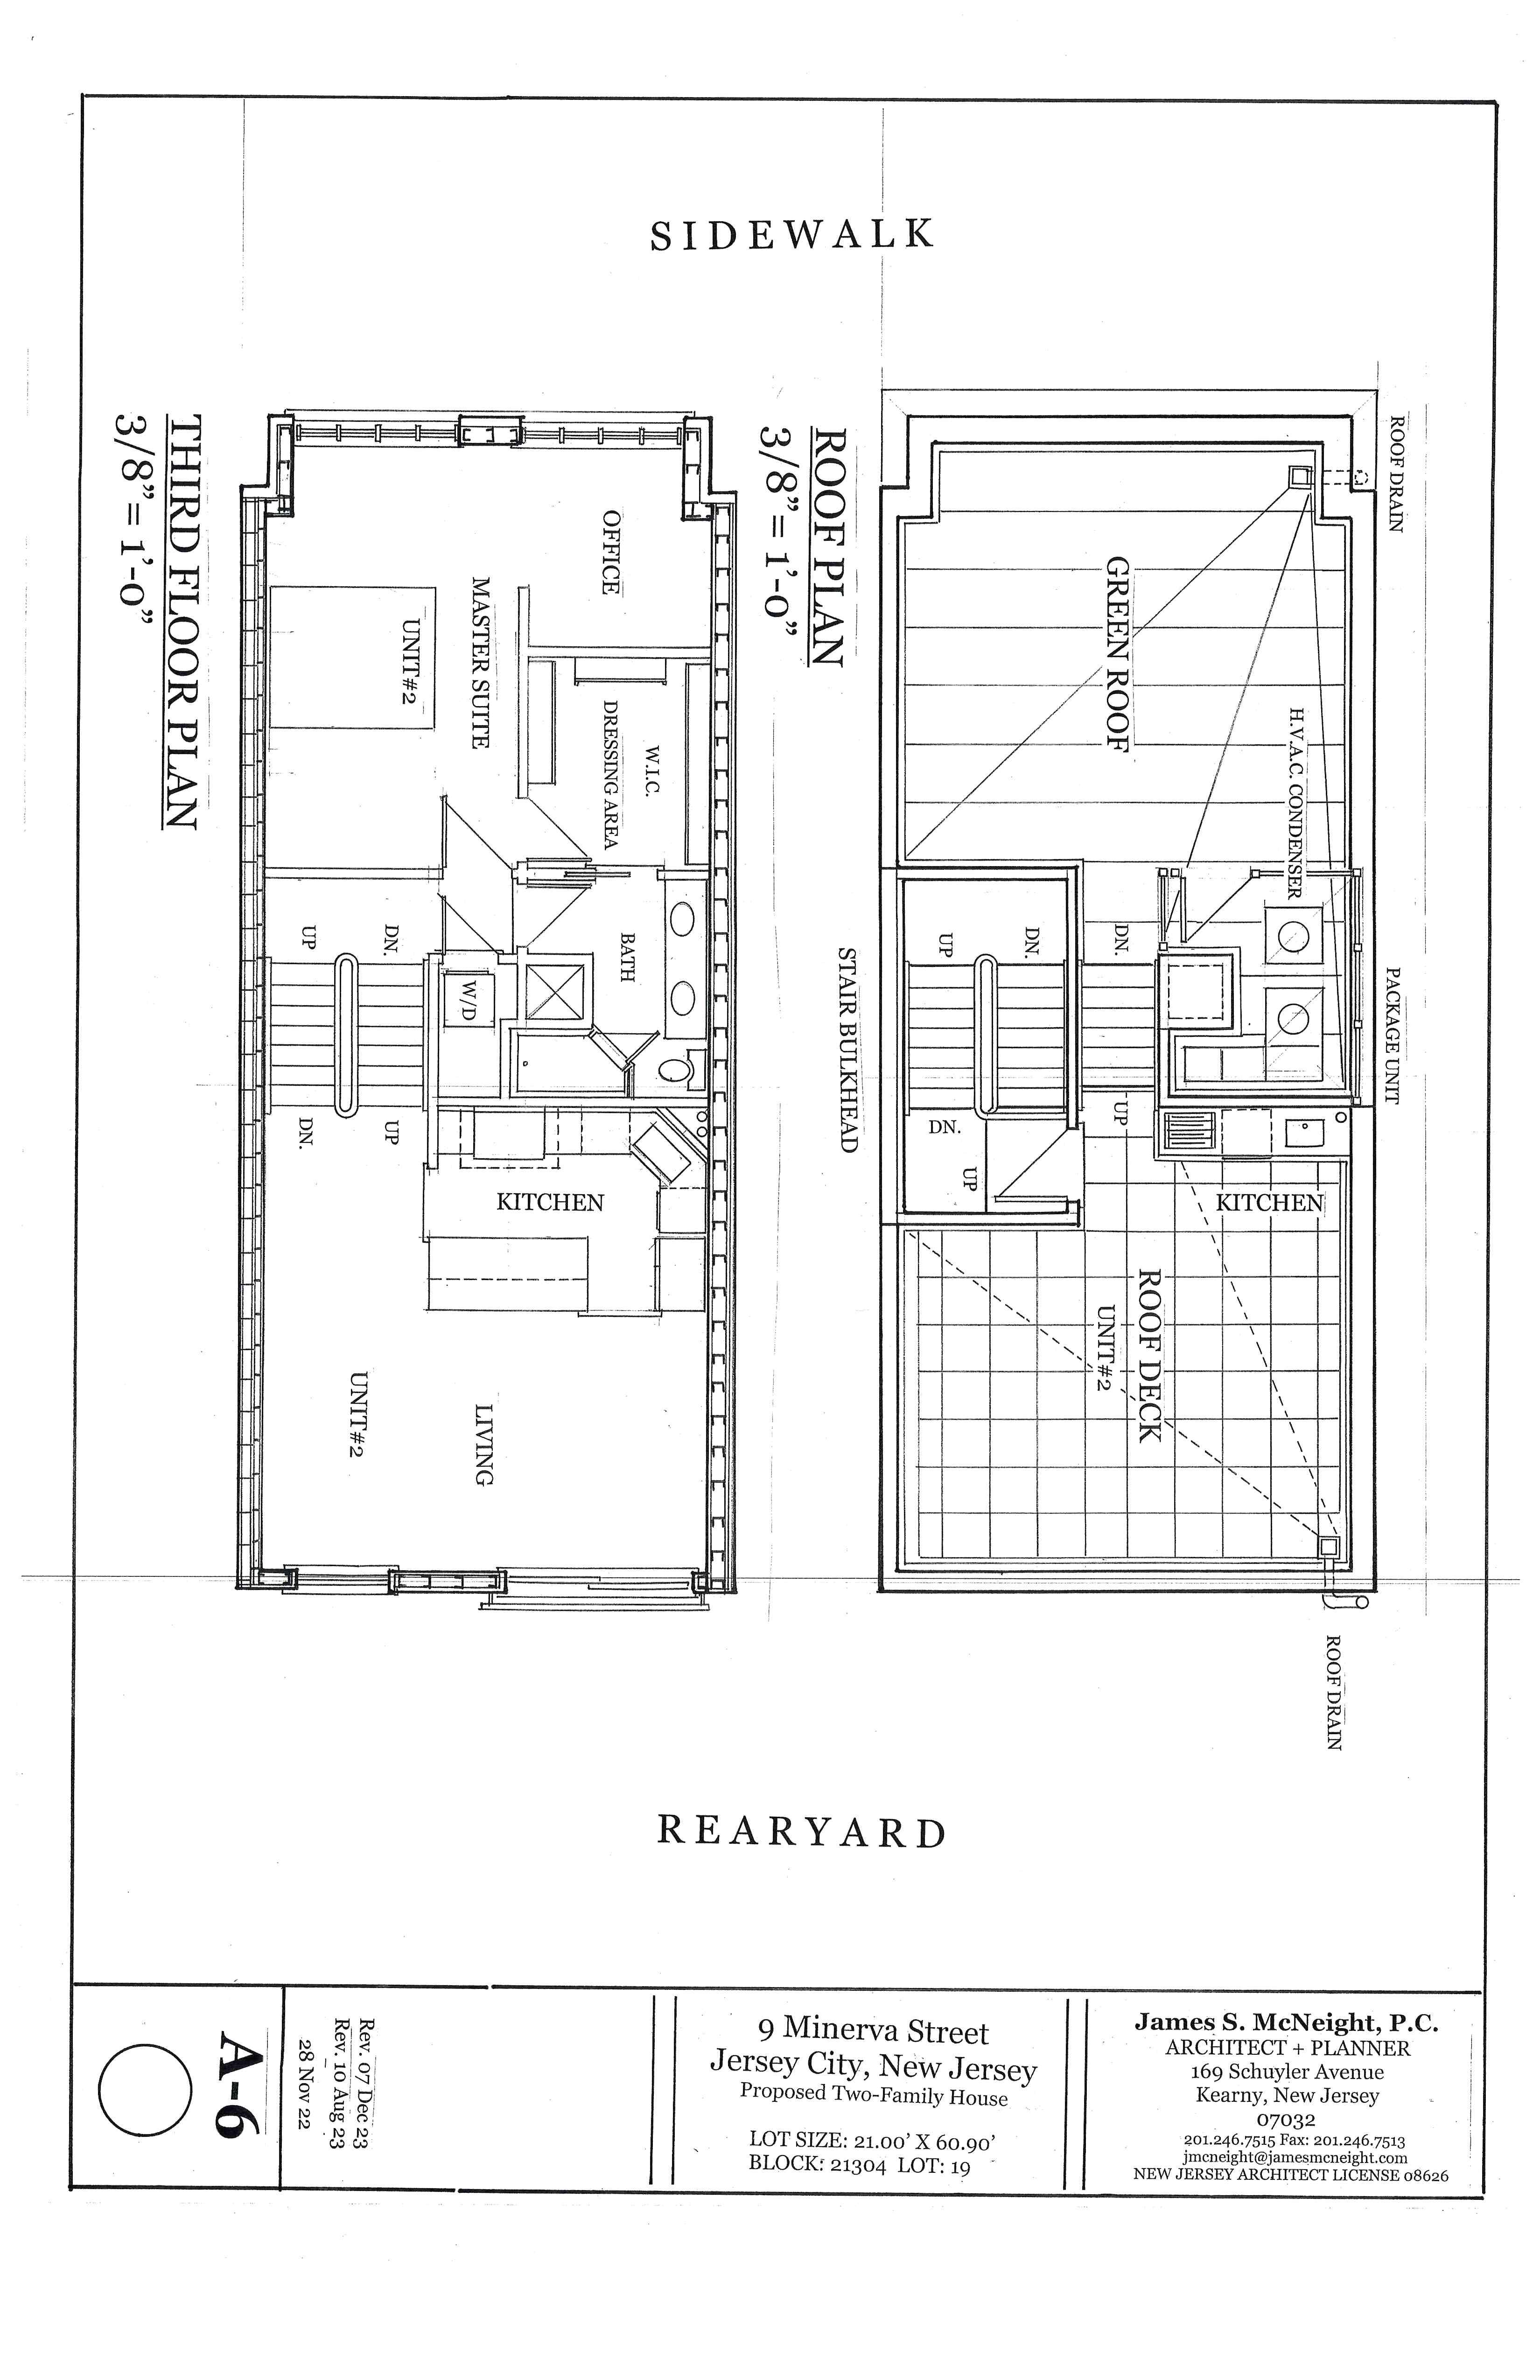 SIDEWALK
ROOF DRAIN
GREEN ROOF
H.V.A.C. CONDENSER
PACKAGE UNIT
ROOF PLAN
3/8" = 1'-0"
STAIR BULKHEAD
UP
DN.
DN.
DN.
UP
UP
KITCHEN
ROOF DECK
UNIT#2
ROOF DRAIN
THIRD FLOOR PLAN
3/8" = 1'-0"
OFFICE
MASTER SUITE
UNIT#2
W.I.C.
DRESSING AREA
BATH
UP
DN.
W/D
DN.
UP
KITCHEN
LIVING
UNIT#2
REARYARD
A-6
Rev. 07 Dec 23
Rev. 10 Aug 23
28 Nov 22
9 Minerva Street
Jersey City, New Jersey
Proposed Two-Family House
LOT SIZE: 21.00' X 60.90'
BLOCK: 21304 LOT: 19
James S. McNeight, P.C.
ARCHITECT + PLANNER
169 Schuyler Avenue
Kearny, New Jersey
07032
201.246.7515 Fax: 201.246.7513
jmcneight@jamesmcneight.com
NEW JERSEY ARCHITECT LICENSE 08626